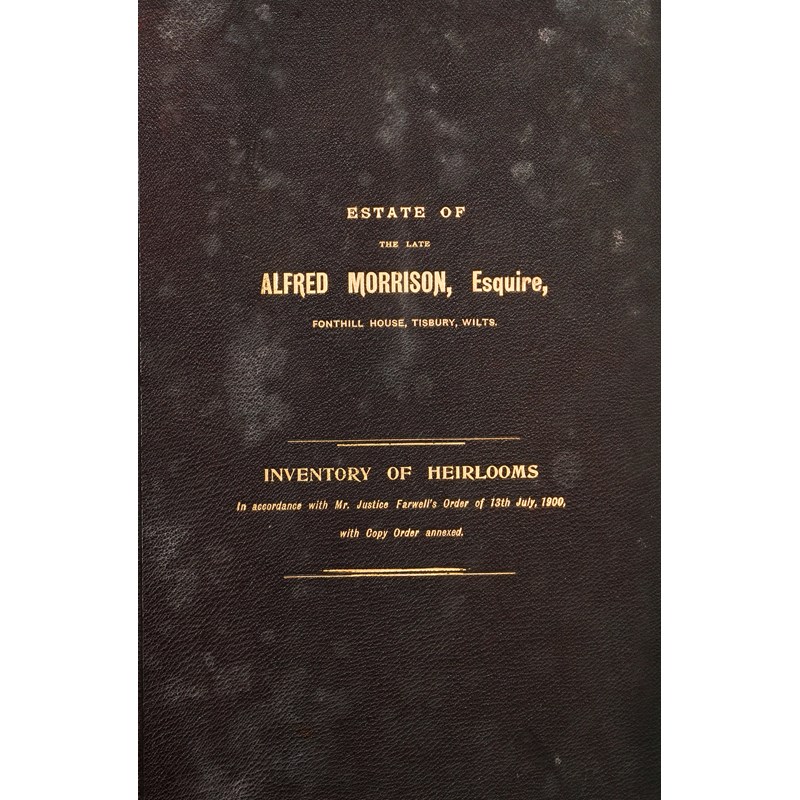 ESTATE OF
THE LATE
ALFRED MORRISON, Esquire,
FONTHILL HOUSE, TISBURY, WILTS.
INVENTORY OF HEIRLOOMS
In accordance with Mr. Justice Farwell's Order of 13th July, 1900,
with Copy Order annexed.